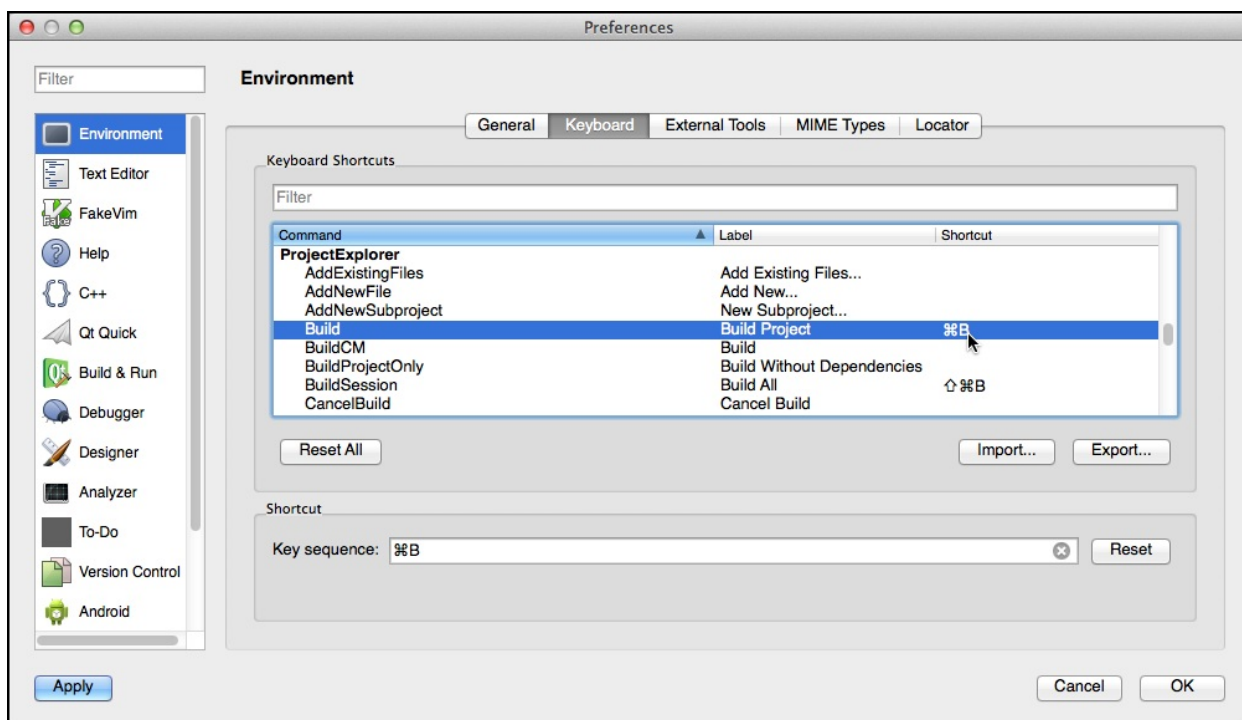 Preferences
Filter
Environment
Text Editor
FakeVim
Help
C++
Qt Quick
Build & Run
Debugger
Designer
Analyzer
To-Do
Version Control
Android
Environment
General Keyboard External Tools MIME Types Locator
Keyboard Shortcuts
Filter
Command Label Shortcut
ProjectExplorer
AddExistingFiles Add Existing Files...
AddNewFile Add New...
AddNewSubproject New Subproject...
Build Build Project ⌘B
BuildCM Build
BuildProjectOnly Build Without Dependencies
BuildSession Build All ⇧⌘B
CancelBuild Cancel Build
Reset All Import... Export...
Shortcut
Key sequence: ⌘B Reset
Apply Cancel OK